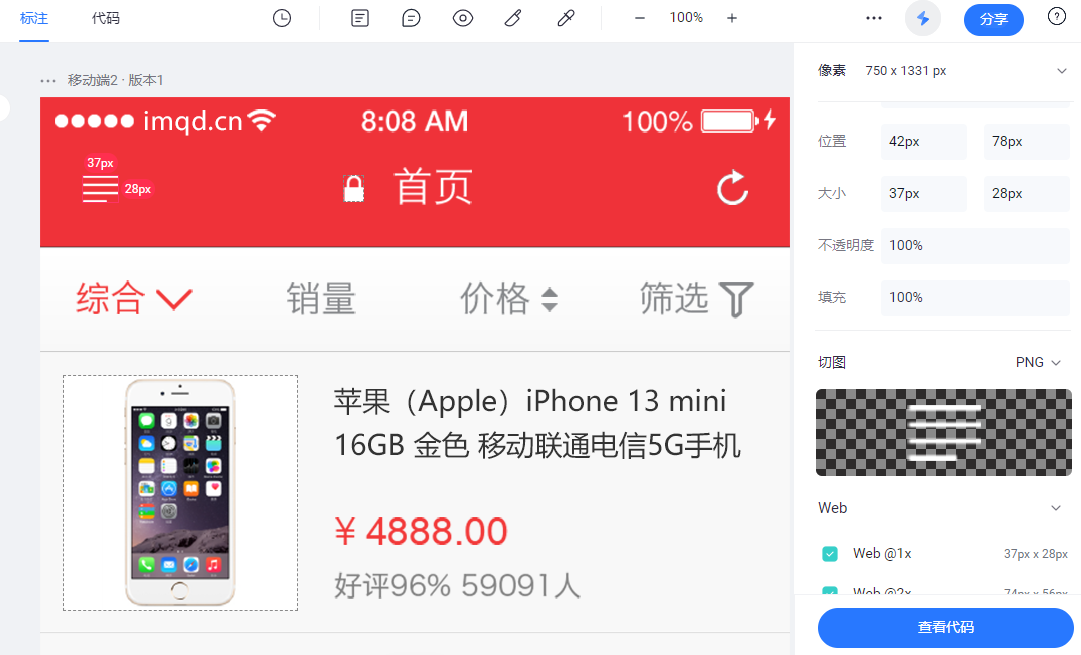 标注 代码 100% 分享
移动端2 · 版本1
imqd.cn 8:08 AM 100%
37px
28px
首页
综合 销量 价格 筛选
苹果（Apple）iPhone 13 mini
16GB 金色 移动联通电信5G手机
¥ 4888.00
好评96% 59091人
像素 750 x 1331 px
位置 42px 78px
大小 37px 28px
不透明度 100%
填充 100%
切图 PNG
Web
Web @1x 37px x 28px
Web @2x 74px x 56px
查看代码